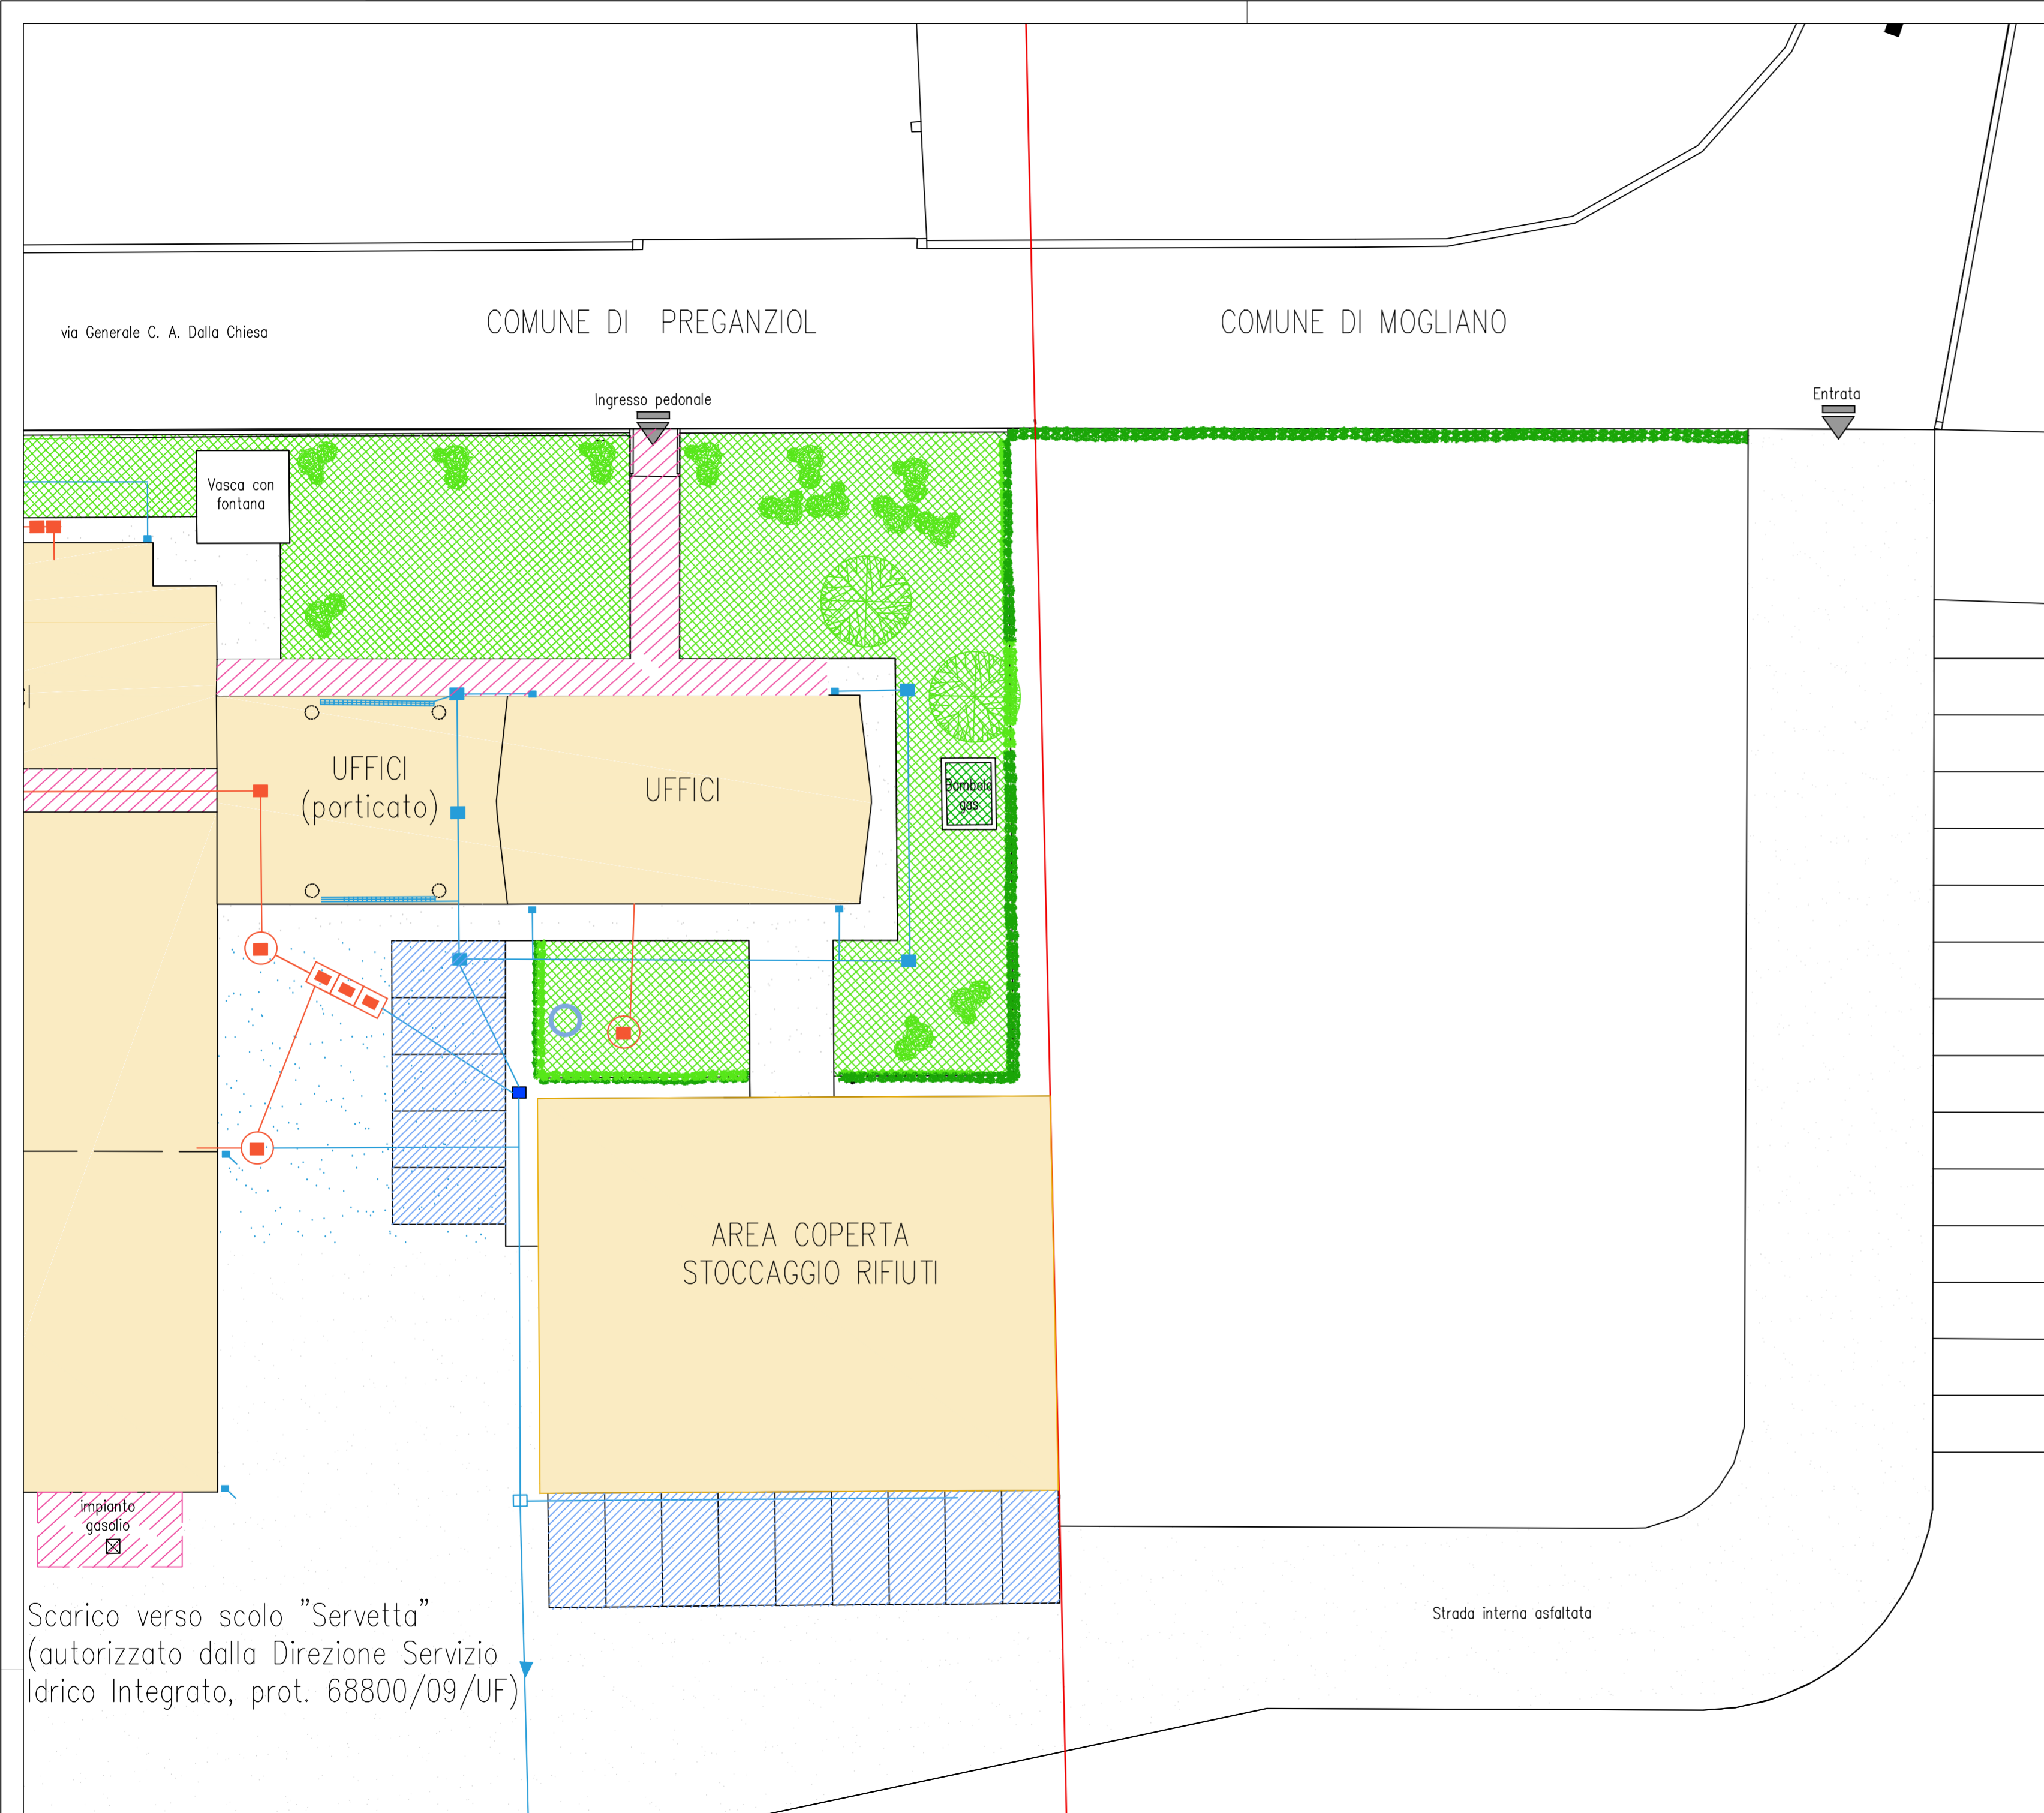 COMUNE DI PREGANZIOL
COMUNE DI MOGLIANO
via Generale C. A. Dalla Chiesa
Ingresso pedonale
Entrata
Vasca con
fontana
UFFICI
(porticato)
UFFICI
Bombola
gas
AREA COPERTA
STOCCAGGIO RIFIUTI
impianto
gasolio
Scarico verso scolo "Servetta"
(autorizzato dalla Direzione Servizio
Idrico Integrato, prot. 68800/09/UF)
Strada interna asfaltata